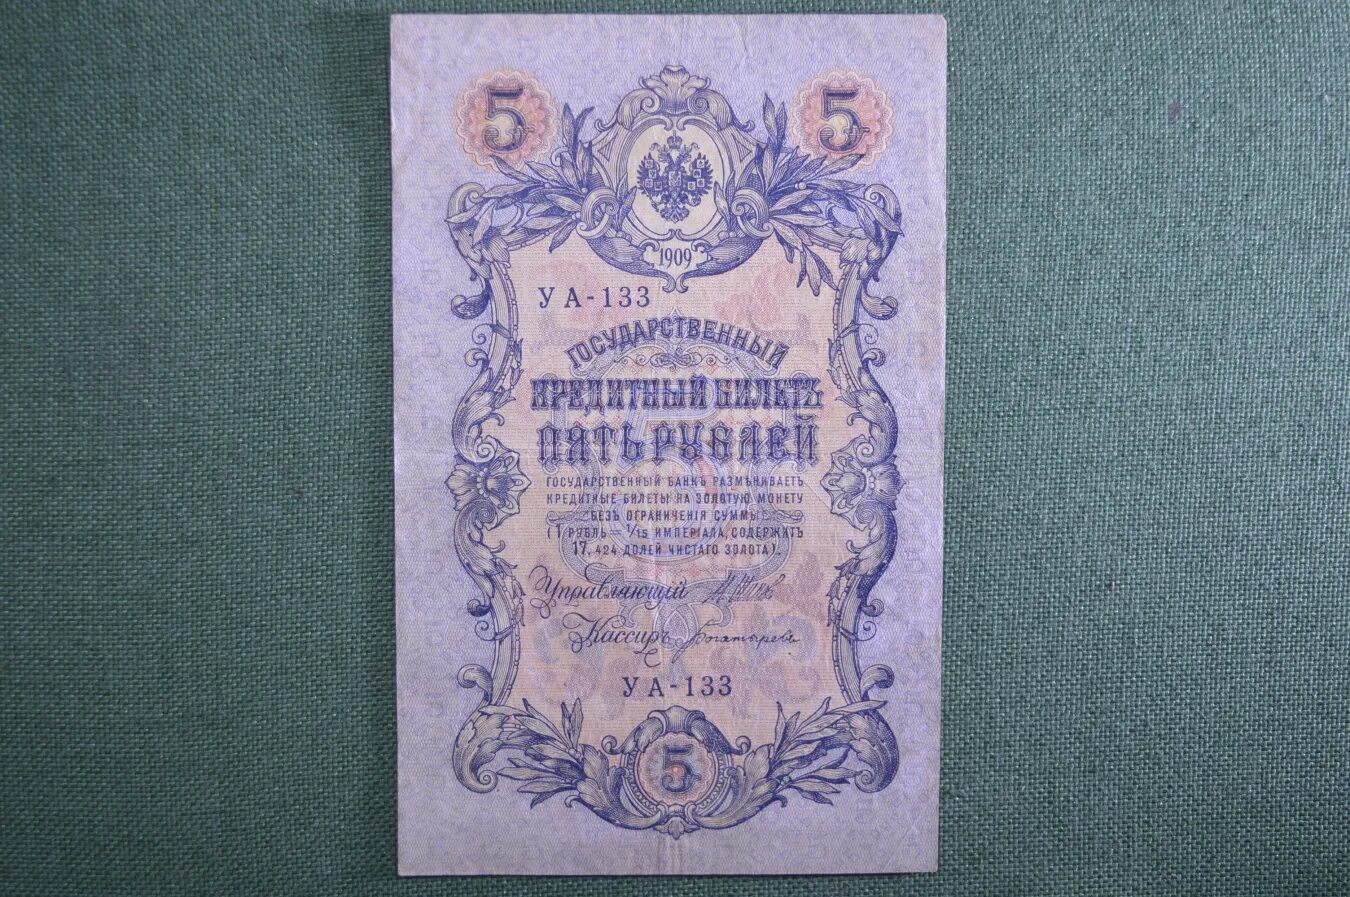 5 5
1909
УА-133
ГОСУДАРСТВЕННЫЙ
КРЕДИТНЫЙ БИЛЕТЪ
ПЯТЬ РУБЛЕЙ
ГОСУДАРСТВЕННЫЙ БАНКЪ РАЗМѢНИВАЕТЪ
КРЕДИТНЫЕ БИЛЕТЫ НА ЗОЛОТУЮ МОНЕТУ
БЕЗЪ ОГРАНИЧЕНІЯ СУММЫ
(1 РУБЛЬ = 1/15 ИМПЕРІАЛА, СОДЕРЖИТЪ
17,424 ДОЛЕЙ ЧИСТАГО ЗОЛОТА).
Управляющій
Кассиръ Богатыревъ
УА-133
5